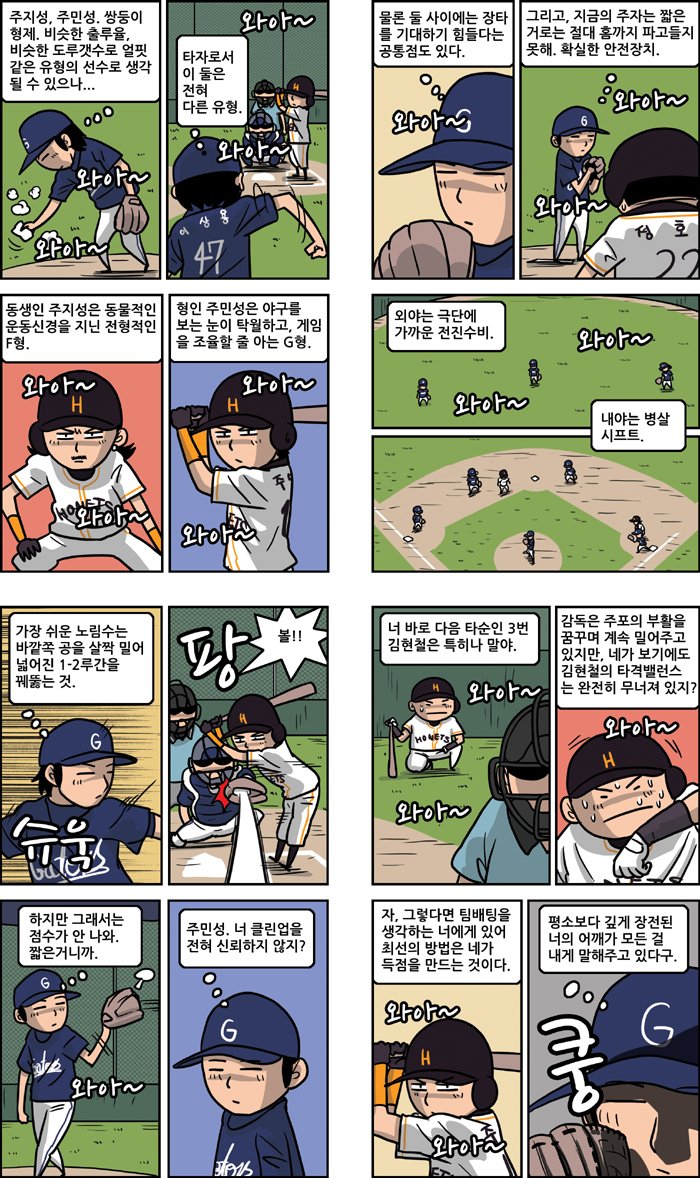 주지성, 주민성. 쌍둥이
형제. 비슷한 출루율,
비슷한 도루갯수로 얼핏
같은 유형의 선수로 생각
될 수 있으나...
G
와아~
와아~
와아~
타자로서
이 둘은
전혀
다른 유형.
H
와아~
이상용
47
동생인 주지성은 동물적인
운동신경을 지닌 전형적인
F형.
와아~
H
HORNETS
와아~
형인 주민성은 야구를
보는 눈이 탁월하고, 게임
을 조율할 줄 아는 G형.
와아~
H
와아~
물론 둘 사이에는 장타
를 기대하기 힘들다는
공통점도 있다.
와아~
G
그리고, 지금의 주자는 짧은
거로는 절대 홈까지 파고들지
못해. 확실한 안전장치.
와아~
G
와아~
정호
22
외야는 극단에
가까운 전진수비.
와아~
와아~
내야는 병살
시프트.
가장 쉬운 노림수는
바깥쪽 공을 살짝 밀어
넓어진 1-2루간을
꿰뚫는 것.
G
슈욱
Gators
볼!!
팡
H
하지만 그래서는
점수가 안 나와.
짧은거니까.
G
Gators
와아~
주민성. 너 클린업을
전혀 신뢰하지 않지?
G
너 바로 다음 타순인 3번
김현철은 특히나 말야.
와아~
H
HORNETS
와아~
감독은 주포의 부활을
꿈꾸며 계속 밀어주고
있지만, 네가 보기에도
김현철의 타격밸런스
는 완전히 무너져 있지?
H
자, 그렇다면 팀배팅을
생각하는 너에게 있어
최선의 방법은 네가
득점을 만드는 것이다.
와아~
H
와아~
평소보다 깊게 장전된
너의 어깨가 모든 걸
내게 말해주고 있다구.
G
쿵